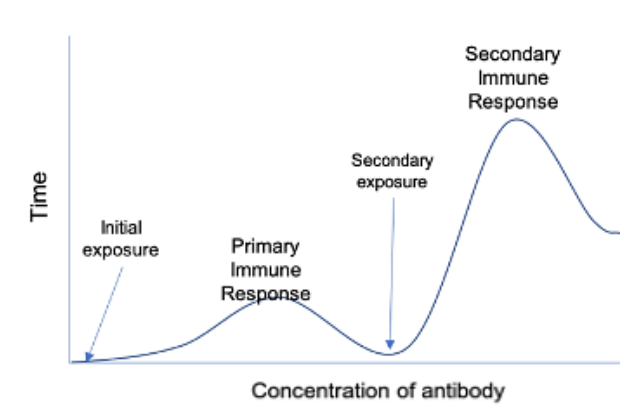 Secondary
Immune
Response
Secondary
exposure
Time
Initial
exposure
Primary
Immune
Response
Concentration of antibody